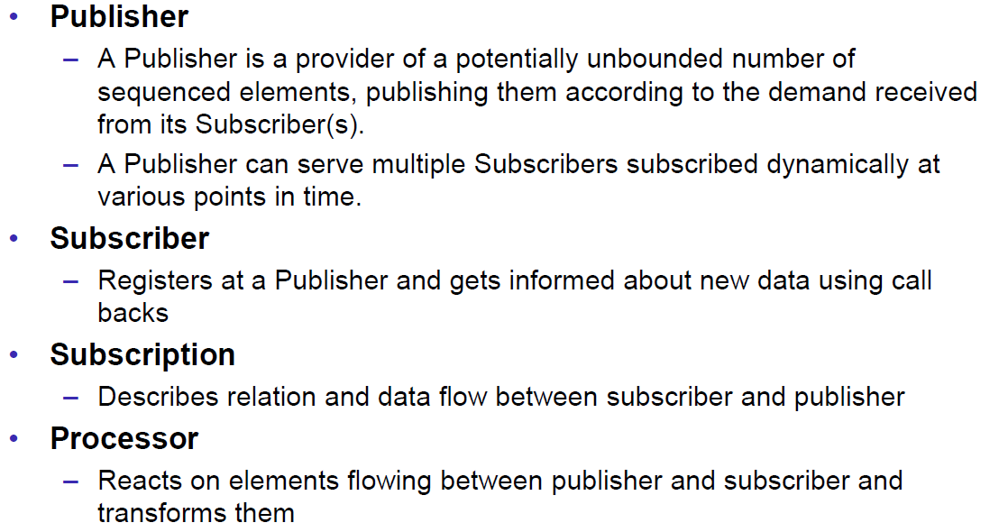 • Publisher
– A Publisher is a provider of a potentially unbounded number of
sequenced elements, publishing them according to the demand received
from its Subscriber(s).
– A Publisher can serve multiple Subscribers subscribed dynamically at
various points in time.
• Subscriber
– Registers at a Publisher and gets informed about new data using call
backs
• Subscription
– Describes relation and data flow between subscriber and publisher
• Processor
– Reacts on elements flowing between publisher and subscriber and
transforms them